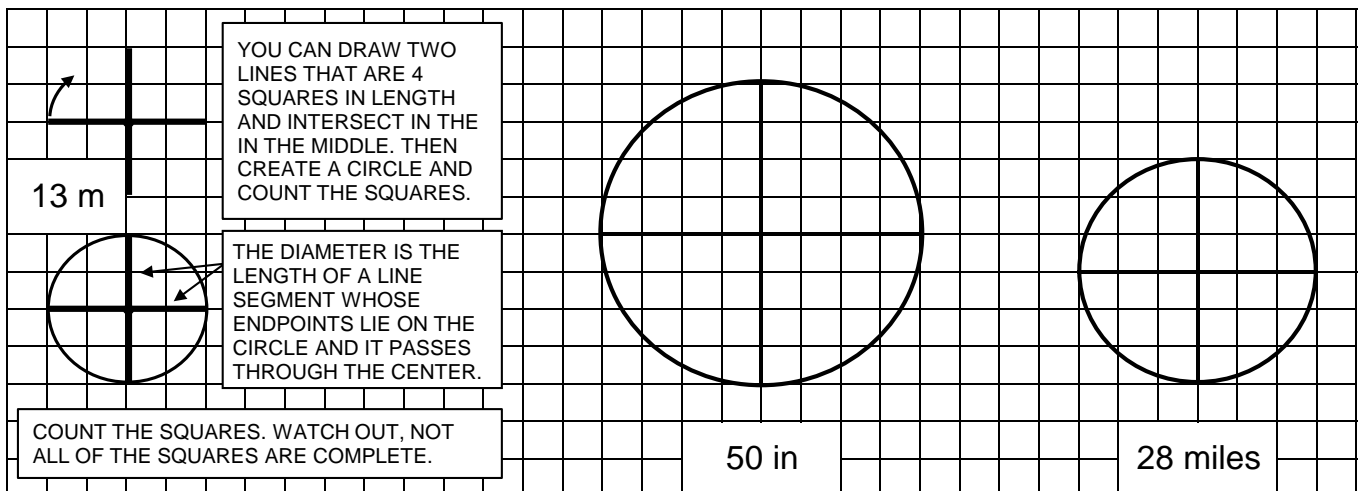 YOU CAN DRAW TWO
LINES THAT ARE 4
SQUARES IN LENGTH
AND INTERSECT IN THE
IN THE MIDDLE. THEN
CREATE A CIRCLE AND
COUNT THE SQUARES.
13 m
THE DIAMETER IS THE
LENGTH OF A LINE
SEGMENT WHOSE
ENDPOINTS LIE ON THE
CIRCLE AND IT PASSES
THROUGH THE CENTER.
COUNT THE SQUARES. WATCH OUT, NOT
ALL OF THE SQUARES ARE COMPLETE.
50 in
28 miles